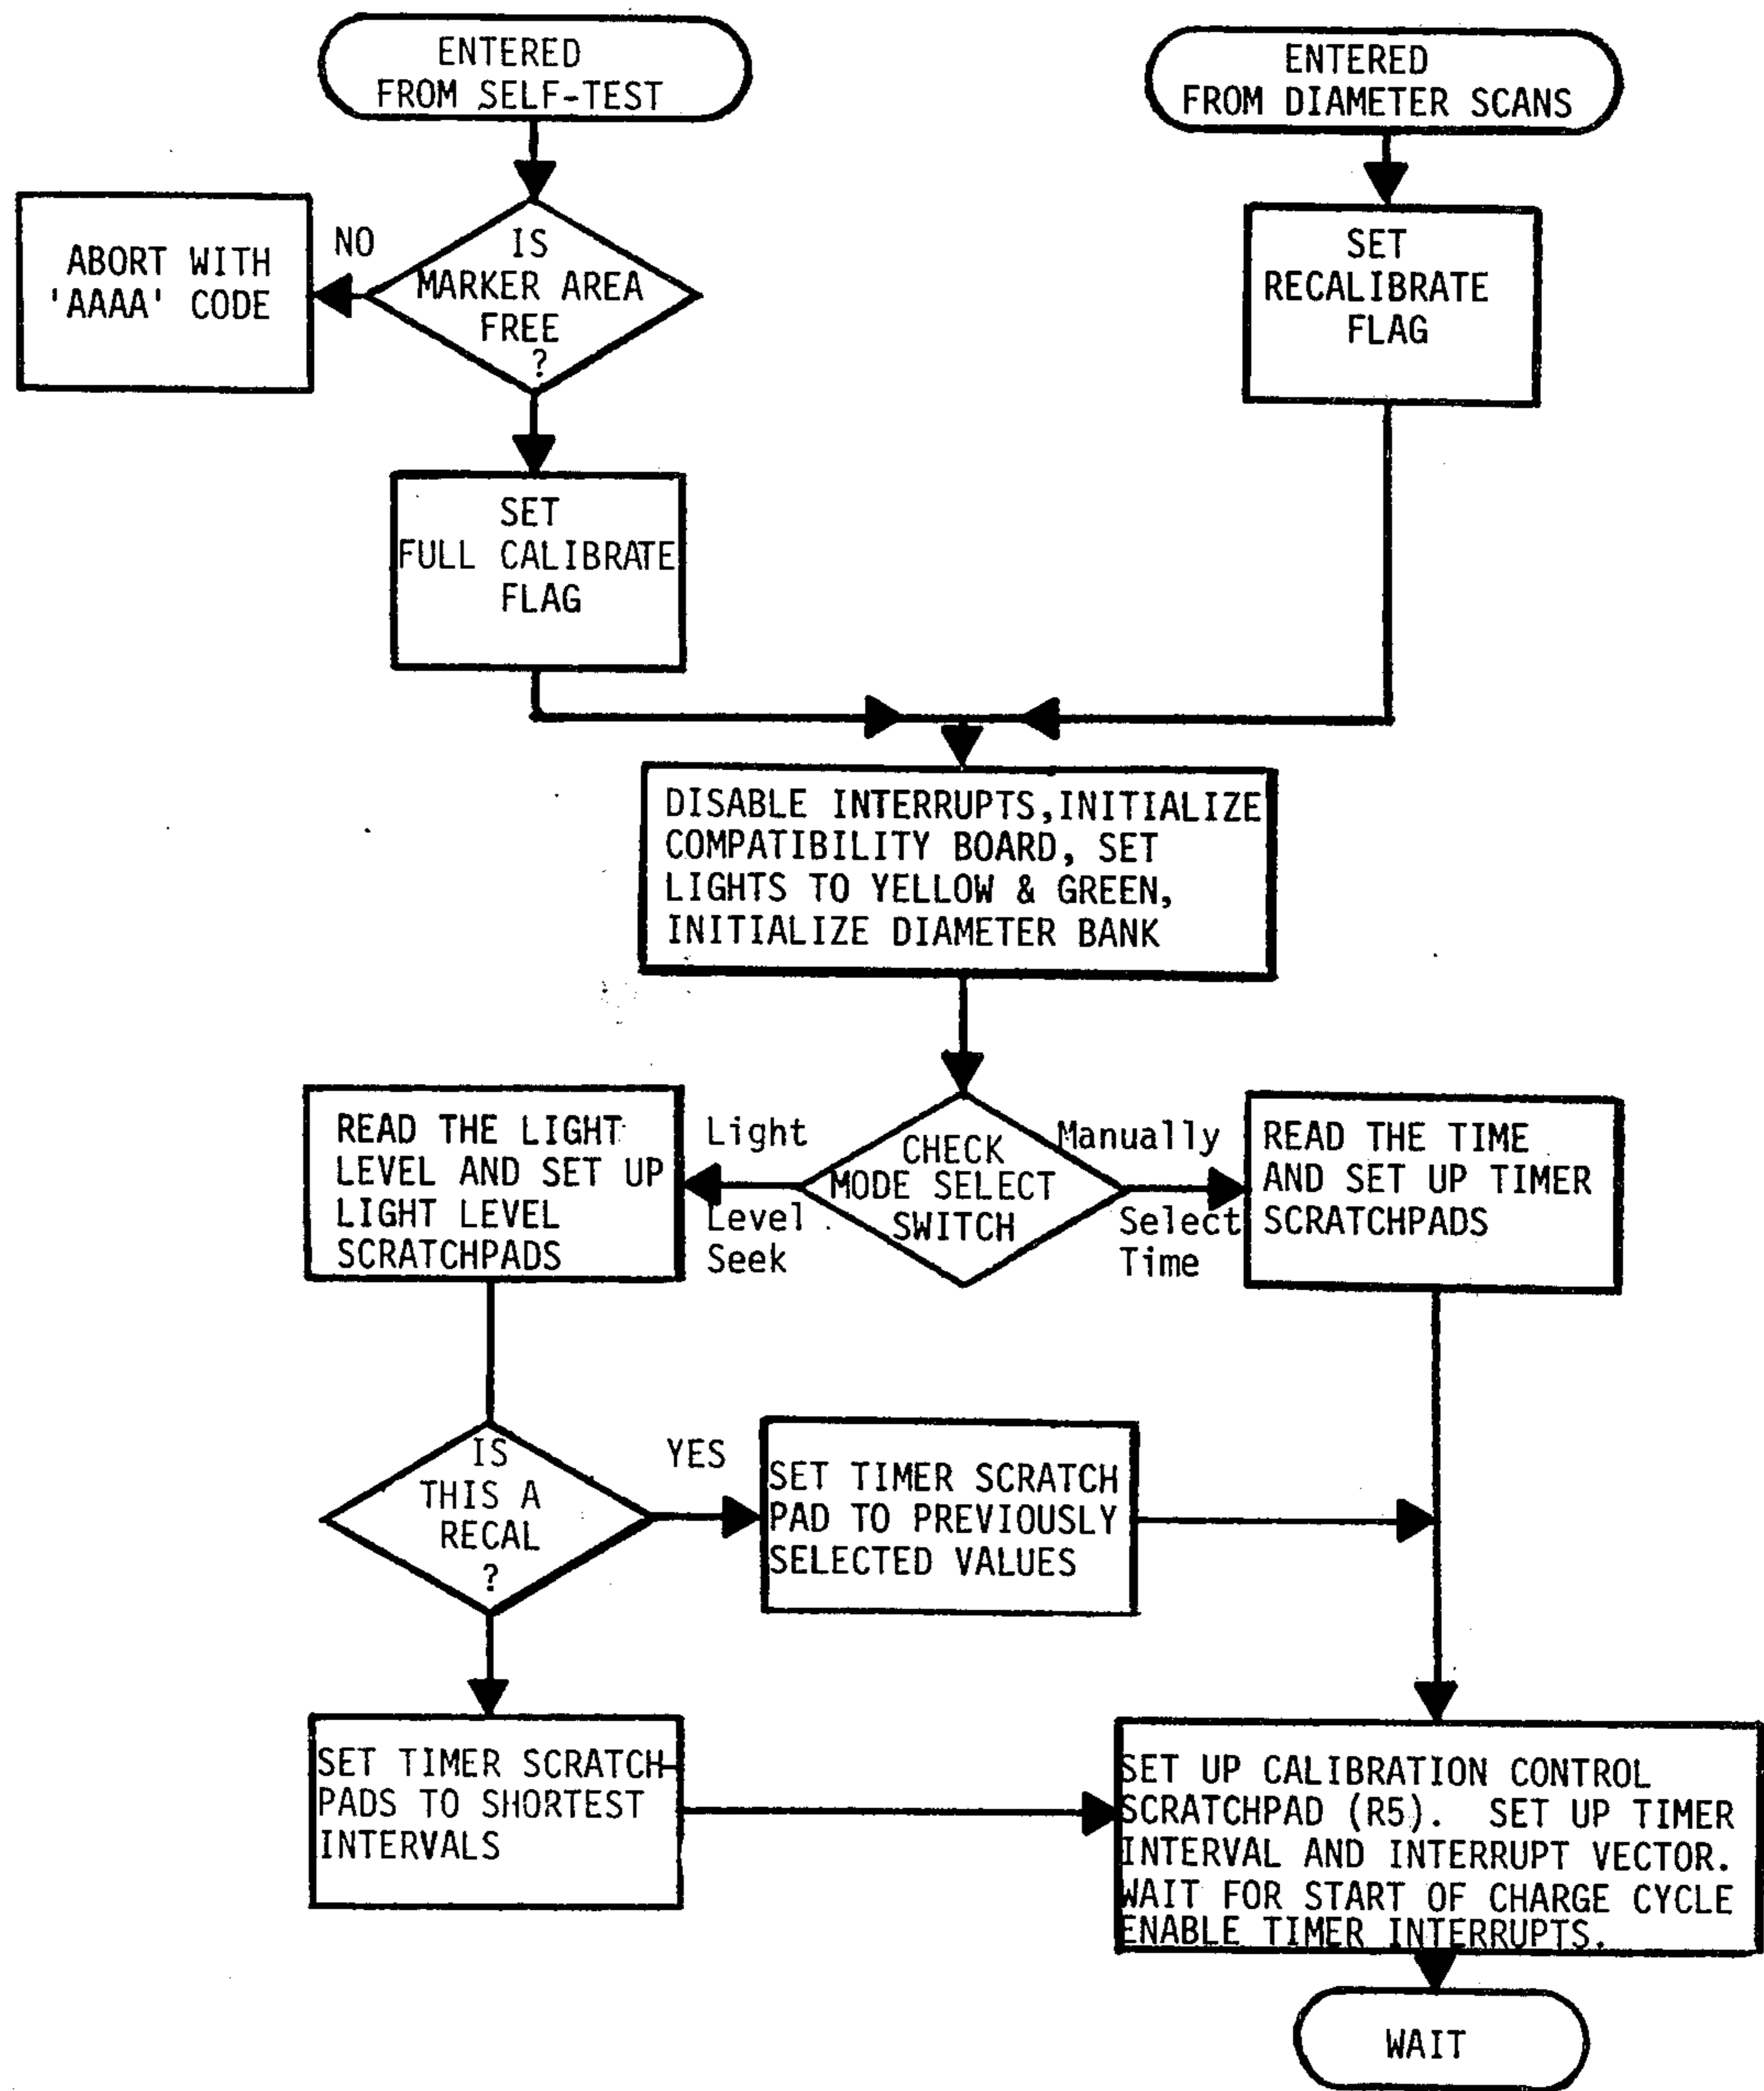 ENTERED
FROM SELF-TEST
ENTERED
FROM DIAMETER SCANS
ABORT WITH
'AAAA' CODE
NO
IS
MARKER AREA
FREE
?
SET
RECALIBRATE
FLAG
SET
FULL CALIBRATE
FLAG
DISABLE INTERRUPTS,INITIALIZE
COMPATIBILITY BOARD, SET
LIGHTS TO YELLOW & GREEN,
INITIALIZE DIAMETER BANK
READ THE LIGHT
LEVEL AND SET UP
LIGHT LEVEL
SCRATCHPADS
Light
Level
Seek
CHECK
MODE SELECT
SWITCH
Manually
Select
Time
READ THE TIME
AND SET UP TIMER
SCRATCHPADS
IS
THIS A
RECAL
?
YES
SET TIMER SCRATCH
PAD TO PREVIOUSLY
SELECTED VALUES
SET TIMER SCRATCH-
PADS TO SHORTEST
INTERVALS
SET UP CALIBRATION CONTROL
SCRATCHPAD (R5). SET UP TIMER
INTERVAL AND INTERRUPT VECTOR.
WAIT FOR START OF CHARGE CYCLE
ENABLE TIMER INTERRUPTS.
WAIT